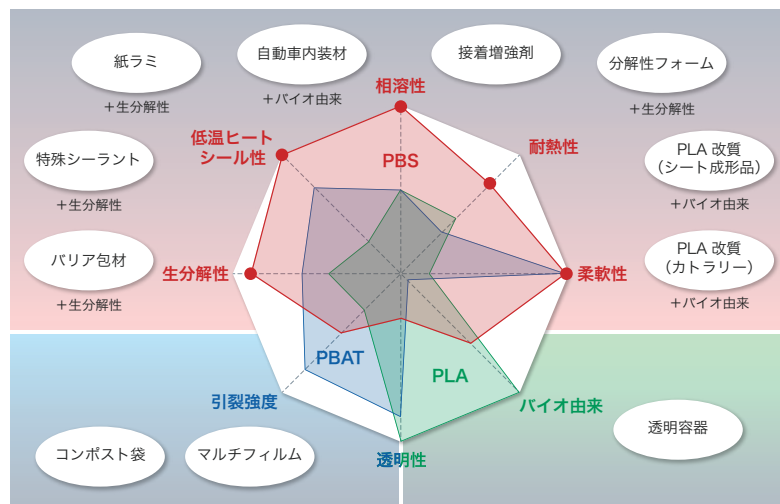 紙ラミ
＋生分解性
自動車内装材
＋バイオ由来
接着増強剤
分解性フォーム
＋生分解性
相溶性
低温ヒート
シール性
耐熱性
PBS
特殊シーラント
＋生分解性
PLA 改質
（シート成形品）
＋バイオ由来
バリア包材
＋生分解性
生分解性
柔軟性
PLA 改質
（カトラリー）
＋バイオ由来
PBAT
PLA
引裂強度
バイオ由来
透明性
コンポスト袋
マルチフィルム
透明容器